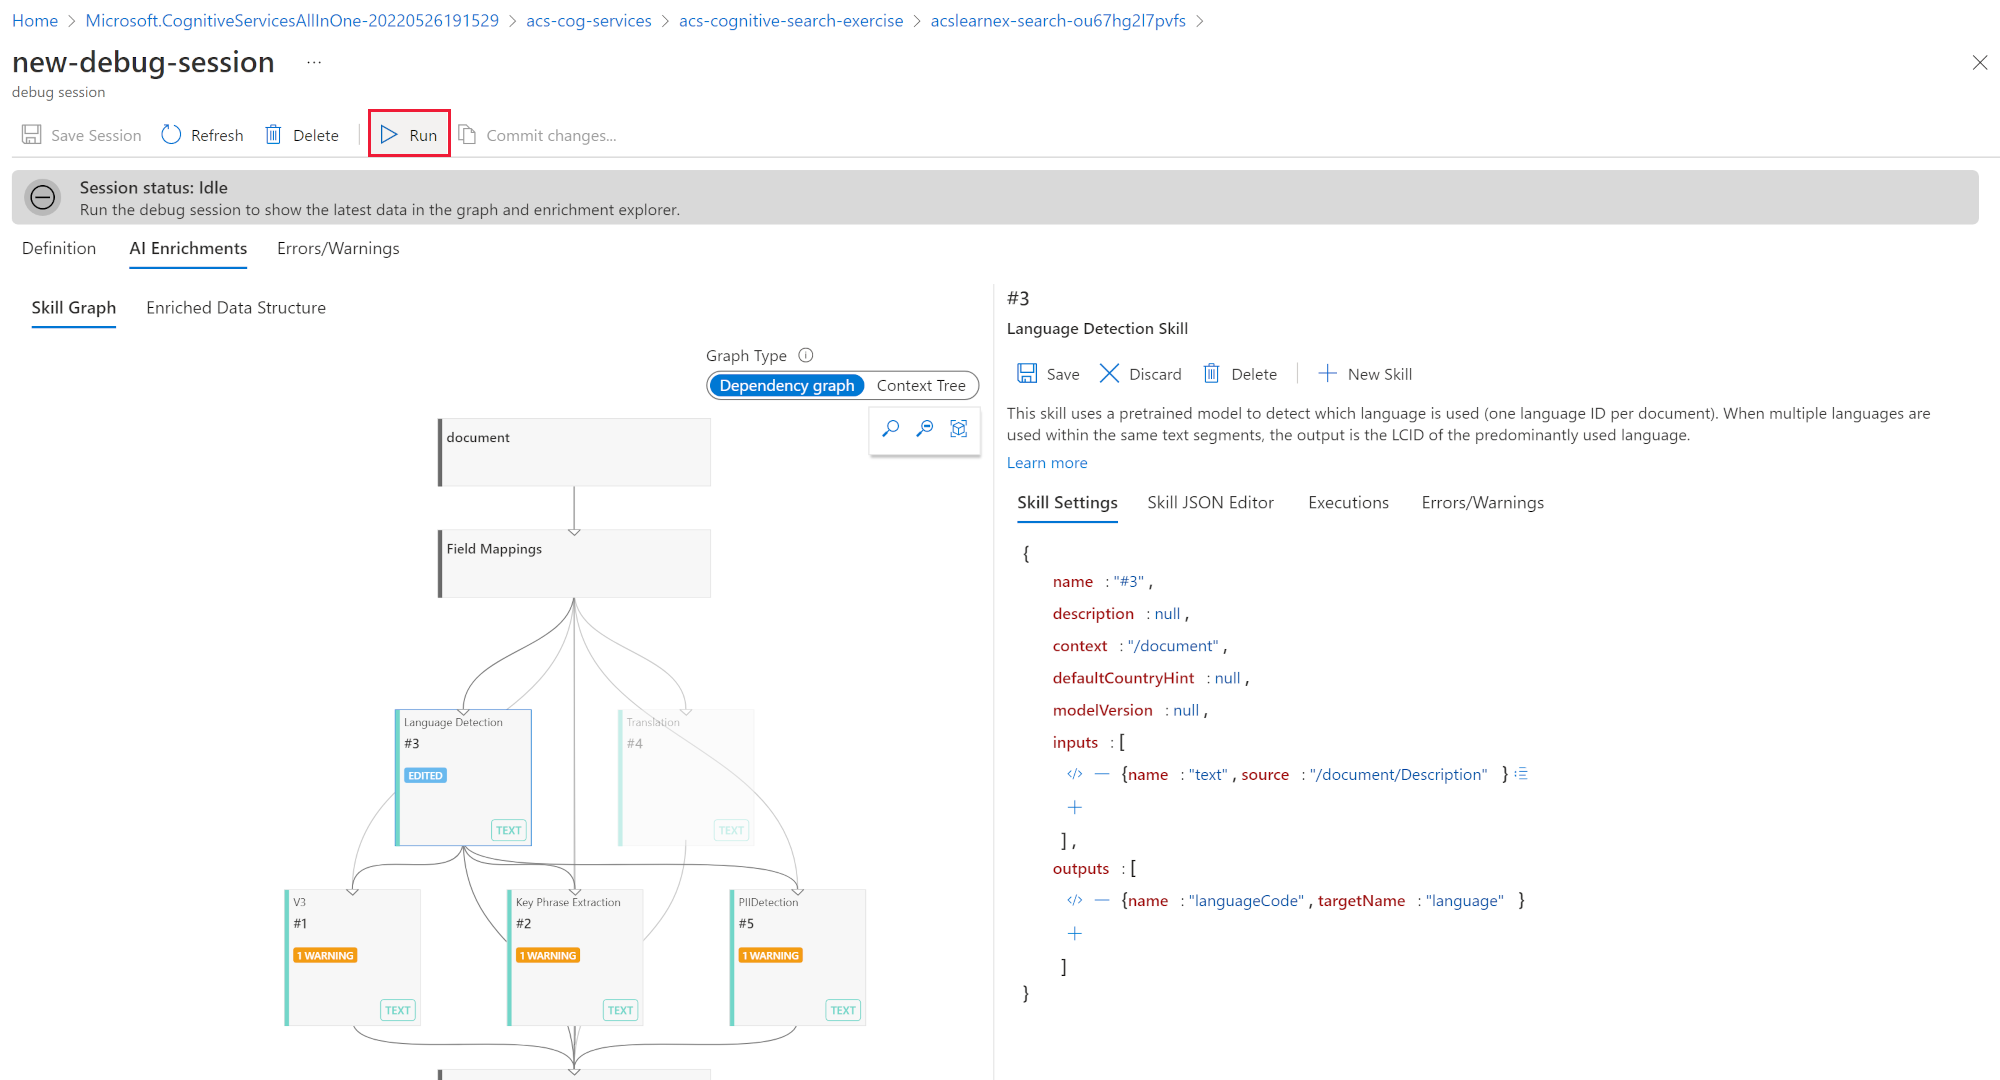 Home > Microsoft.CognitiveServicesAllInOne-20220526191529 > acs-cog-services > acs-cognitive-search-exercise > acslearnex-search-ou67hg2l7pvfs >
new-debug-session ...
debug session
Save Session Refresh Delete Run Commit changes...
Session status: Idle
Run the debug session to show the latest data in the graph and enrichment explorer.
Definition AI Enrichments Errors/Warnings
Skill Graph Enriched Data Structure
Graph Type
Dependency graph Context Tree
document
Field Mappings
Language Detection
#3
EDITED
TEXT
Translation
#4
TEXT
V3
#1
1 WARNING
TEXT
Key Phrase Extraction
#2
1 WARNING
TEXT
PIIDetection
#5
1 WARNING
TEXT
#3
Language Detection Skill
Save Discard Delete New Skill
This skill uses a pretrained model to detect which language is used (one language ID per document). When multiple languages are
used within the same text segments, the output is the LCID of the predominantly used language.
Learn more
Skill Settings Skill JSON Editor Executions Errors/Warnings
{
name : "#3" ,
description : null ,
context : "/document" ,
defaultCountryHint : null ,
modelVersion : null ,
inputs : [
</> — {name : "text" , source : "/document/Description" }
+
] ,
outputs : [
</> — {name : "languageCode" , targetName : "language" }
+
]
}